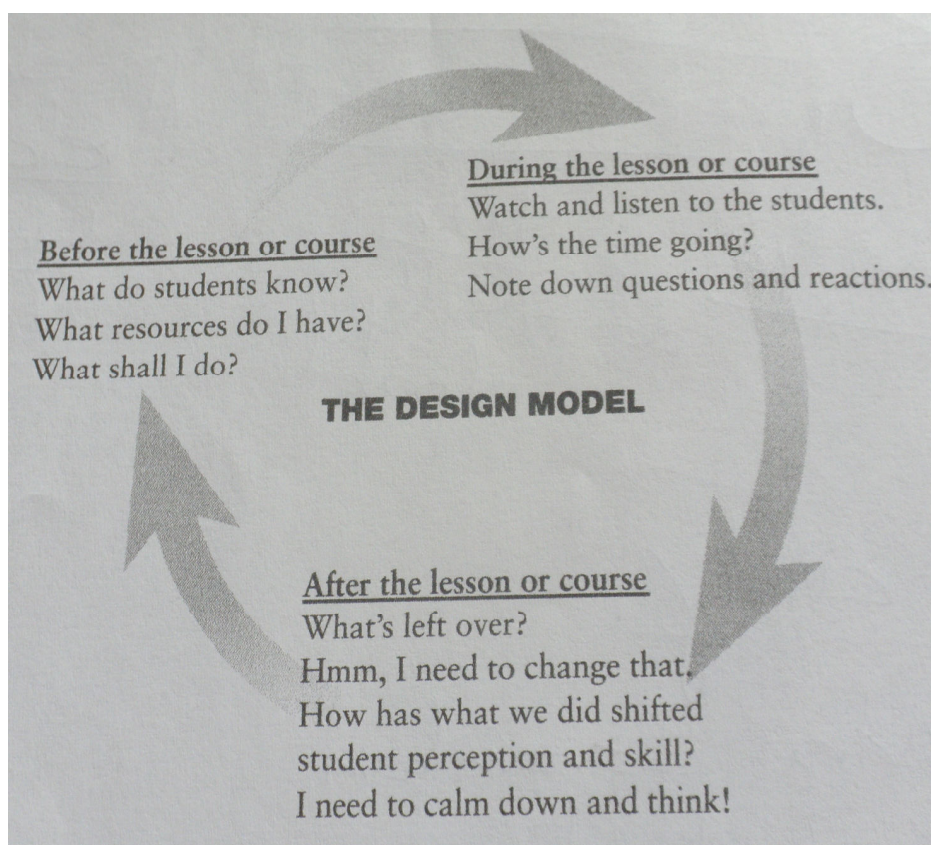 Before the lesson or course
What do students know?
What resources do I have?
What shall I do?
During the lesson or course
Watch and listen to the students.
How's the time going?
Note down questions and reactions.
THE DESIGN MODEL
After the lesson or course
What's left over?
Hmm, I need to change that.
How has what we did shifted
student perception and skill?
I need to calm down and think!